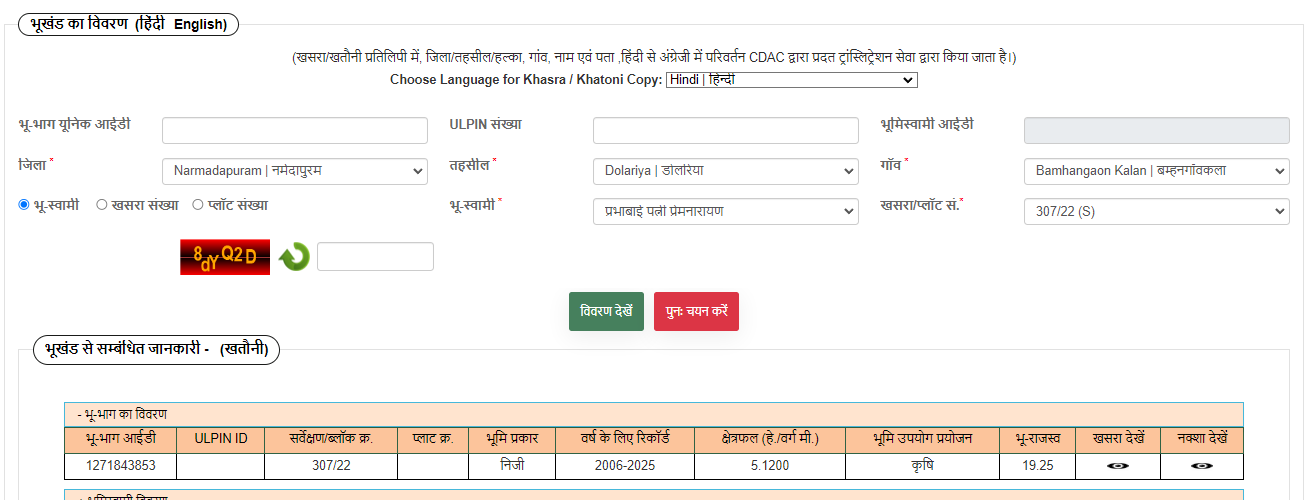 भूखंड का विवरण (हिंदी English)
(खसरा/खतौनी प्रतिलिपी में, जिला/तहसील/हल्का, गांव, नाम एवं पता ,हिंदी से अंग्रेजी में परिवर्तन CDAC द्वारा प्रदत ट्रांस्लिट्रेशन सेवा द्वारा किया जाता है।)
Choose Language for Khasra / Khatoni Copy: Hindi | हिन्दी
भू-भाग यूनिक आईडी ULPIN संख्या भूमिस्वामी आईडी
जिला * Narmadapuram | नर्मदापुरम तहसील * Dolariya | डोलरिया गाँव * Bamhangaon Kalan | बम्हनगाँवकला
भू-स्वामी खसरा संख्या प्लॉट संख्या भू-स्वामी * प्रभाबाई पत्नी प्रेमनारायण खसरा/प्लॉट सं.* 307/22 (S)
8dYQ2D
विवरण देखें पुनः चयन करें
भूखंड से सम्बंधित जानकारी - (खतौनी)
- भू-भाग का विवरण
भू-भाग आईडी ULPIN ID सर्वेक्षण/ब्लॉक क्र. प्लाट क्र. भूमि प्रकार वर्ष के लिए रिकॉर्ड क्षेत्रफल (हे./वर्ग मी.) भूमि उपयोग प्रयोजन भू-राजस्व खसरा देखें नक्शा देखें
1271843853 307/22 निजी 2006-2025 5.1200 कृषि 19.25